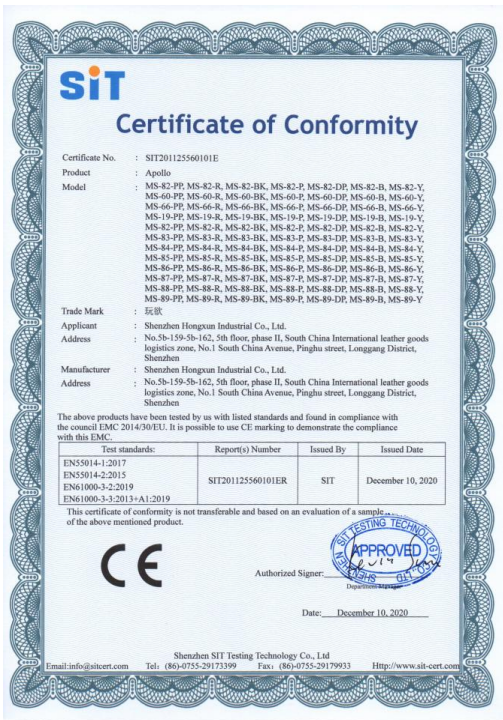 SiT
Certificate of Conformity
Certificate No. : SIT201125560101E
Product : Apollo
Model : MS-82-PP, MS-82-R, MS-82-BK, MS-82-P, MS-82-DP, MS-82-B, MS-82-Y,
MS-60-PP, MS-60-R, MS-60-BK, MS-60-P, MS-60-DP, MS-60-B, MS-60-Y,
MS-66-PP, MS-66-R, MS-66-BK, MS-66-P, MS-66-DP, MS-66-B, MS-66-Y,
MS-19-PP, MS-19-R, MS-19-BK, MS-19-P, MS-19-DP, MS-19-B, MS-19-Y,
MS-82-PP, MS-82-R, MS-82-BK, MS-82-P, MS-82-DP, MS-82-B, MS-82-Y,
MS-83-PP, MS-83-R, MS-83-BK, MS-83-P, MS-83-DP, MS-83-B, MS-83-Y,
MS-84-PP, MS-84-R, MS-84-BK, MS-84-P, MS-84-DP, MS-84-B, MS-84-Y,
MS-85-PP, MS-85-R, MS-85-BK, MS-85-P, MS-85-DP, MS-85-B, MS-85-Y,
MS-86-PP, MS-86-R, MS-86-BK, MS-86-P, MS-86-DP, MS-86-B, MS-86-Y,
MS-87-PP, MS-87-R, MS-87-BK, MS-87-P, MS-87-DP, MS-87-B, MS-87-Y,
MS-88-PP, MS-88-R, MS-88-BK, MS-88-P, MS-88-DP, MS-88-B, MS-88-Y,
MS-89-PP, MS-89-R, MS-89-BK, MS-89-P, MS-89-DP, MS-89-B, MS-89-Y
Trade Mark : 玩欲
Applicant : Shenzhen Hongxun Industrial Co., Ltd.
Address : No.5b-159-5b-162, 5th floor, phase II, South China International leather goods
logistics zone, No.1 South China Avenue, Pinghu street, Longgang District,
Shenzhen
Manufacturer : Shenzhen Hongxun Industrial Co., Ltd.
Address : No.5b-159-5b-162, 5th floor, phase II, South China International leather goods
logistics zone, No.1 South China Avenue, Pinghu street, Longgang District,
Shenzhen
The above products have been tested by us with listed standards and found in compliance with
the council EMC 2014/30/EU. It is possible to use CE marking to demonstrate the compliance
with this EMC.
Test standards: Report(s) Number Issued By Issued Date
EN55014-1:2017
EN55014-2:2015
EN61000-3-2:2019
EN61000-3-3:2013+A1:2019
SIT201125560101ER SIT December 10, 2020
This certificate of conformity is not transferable and based on an evaluation of a sample
of the above mentioned product.
CE
SHENZHEN SIT TESTING TECHNOLOGY CO., LTD
APPROVED
Authorized Signer:
Department Manager
Date: December 10, 2020
Shenzhen SIT Testing Technology Co., Ltd
Email:info@sitcert.com Tel: (86)-0755-29173399 Fax: (86)-0755-29179933 Http://www.sit-cert.com